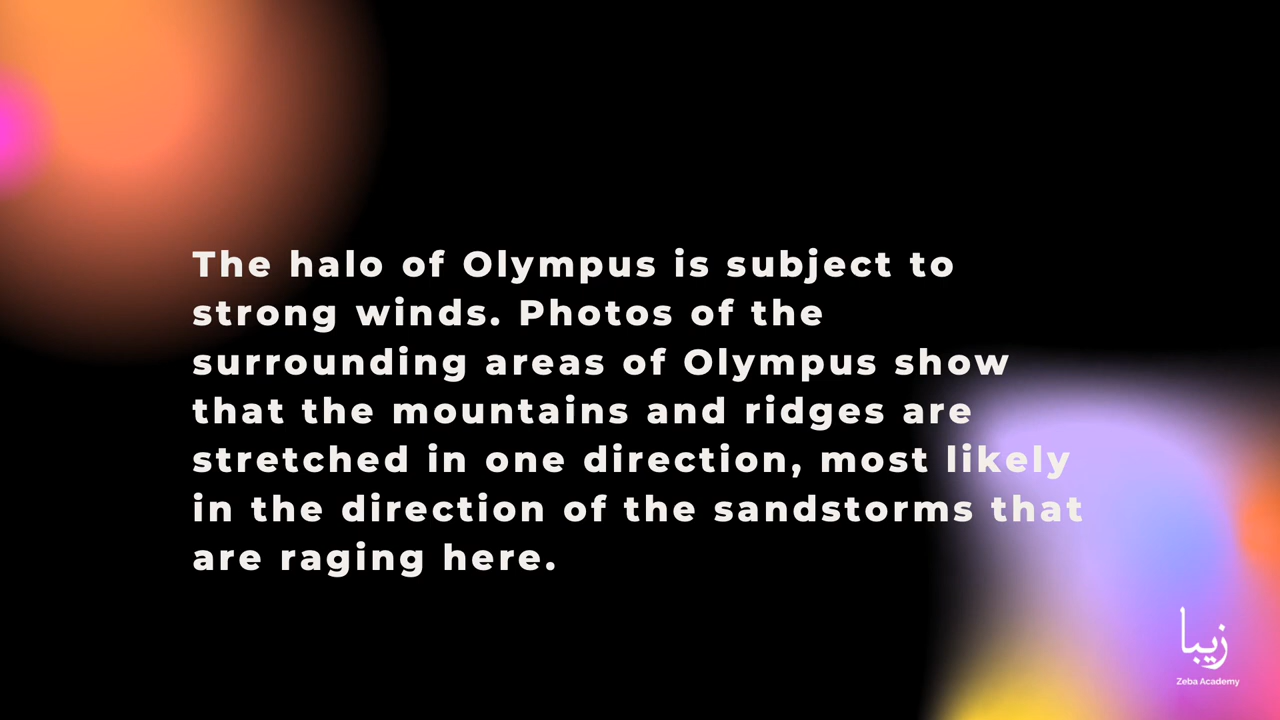 The halo of Olympus is subject to
strong winds. Photos of the
surrounding areas of Olympus show
that the mountains and ridges are
stretched in one direction, most likely
in the direction of the sandstorms that
are raging here.
زیبا
Zeba Academy